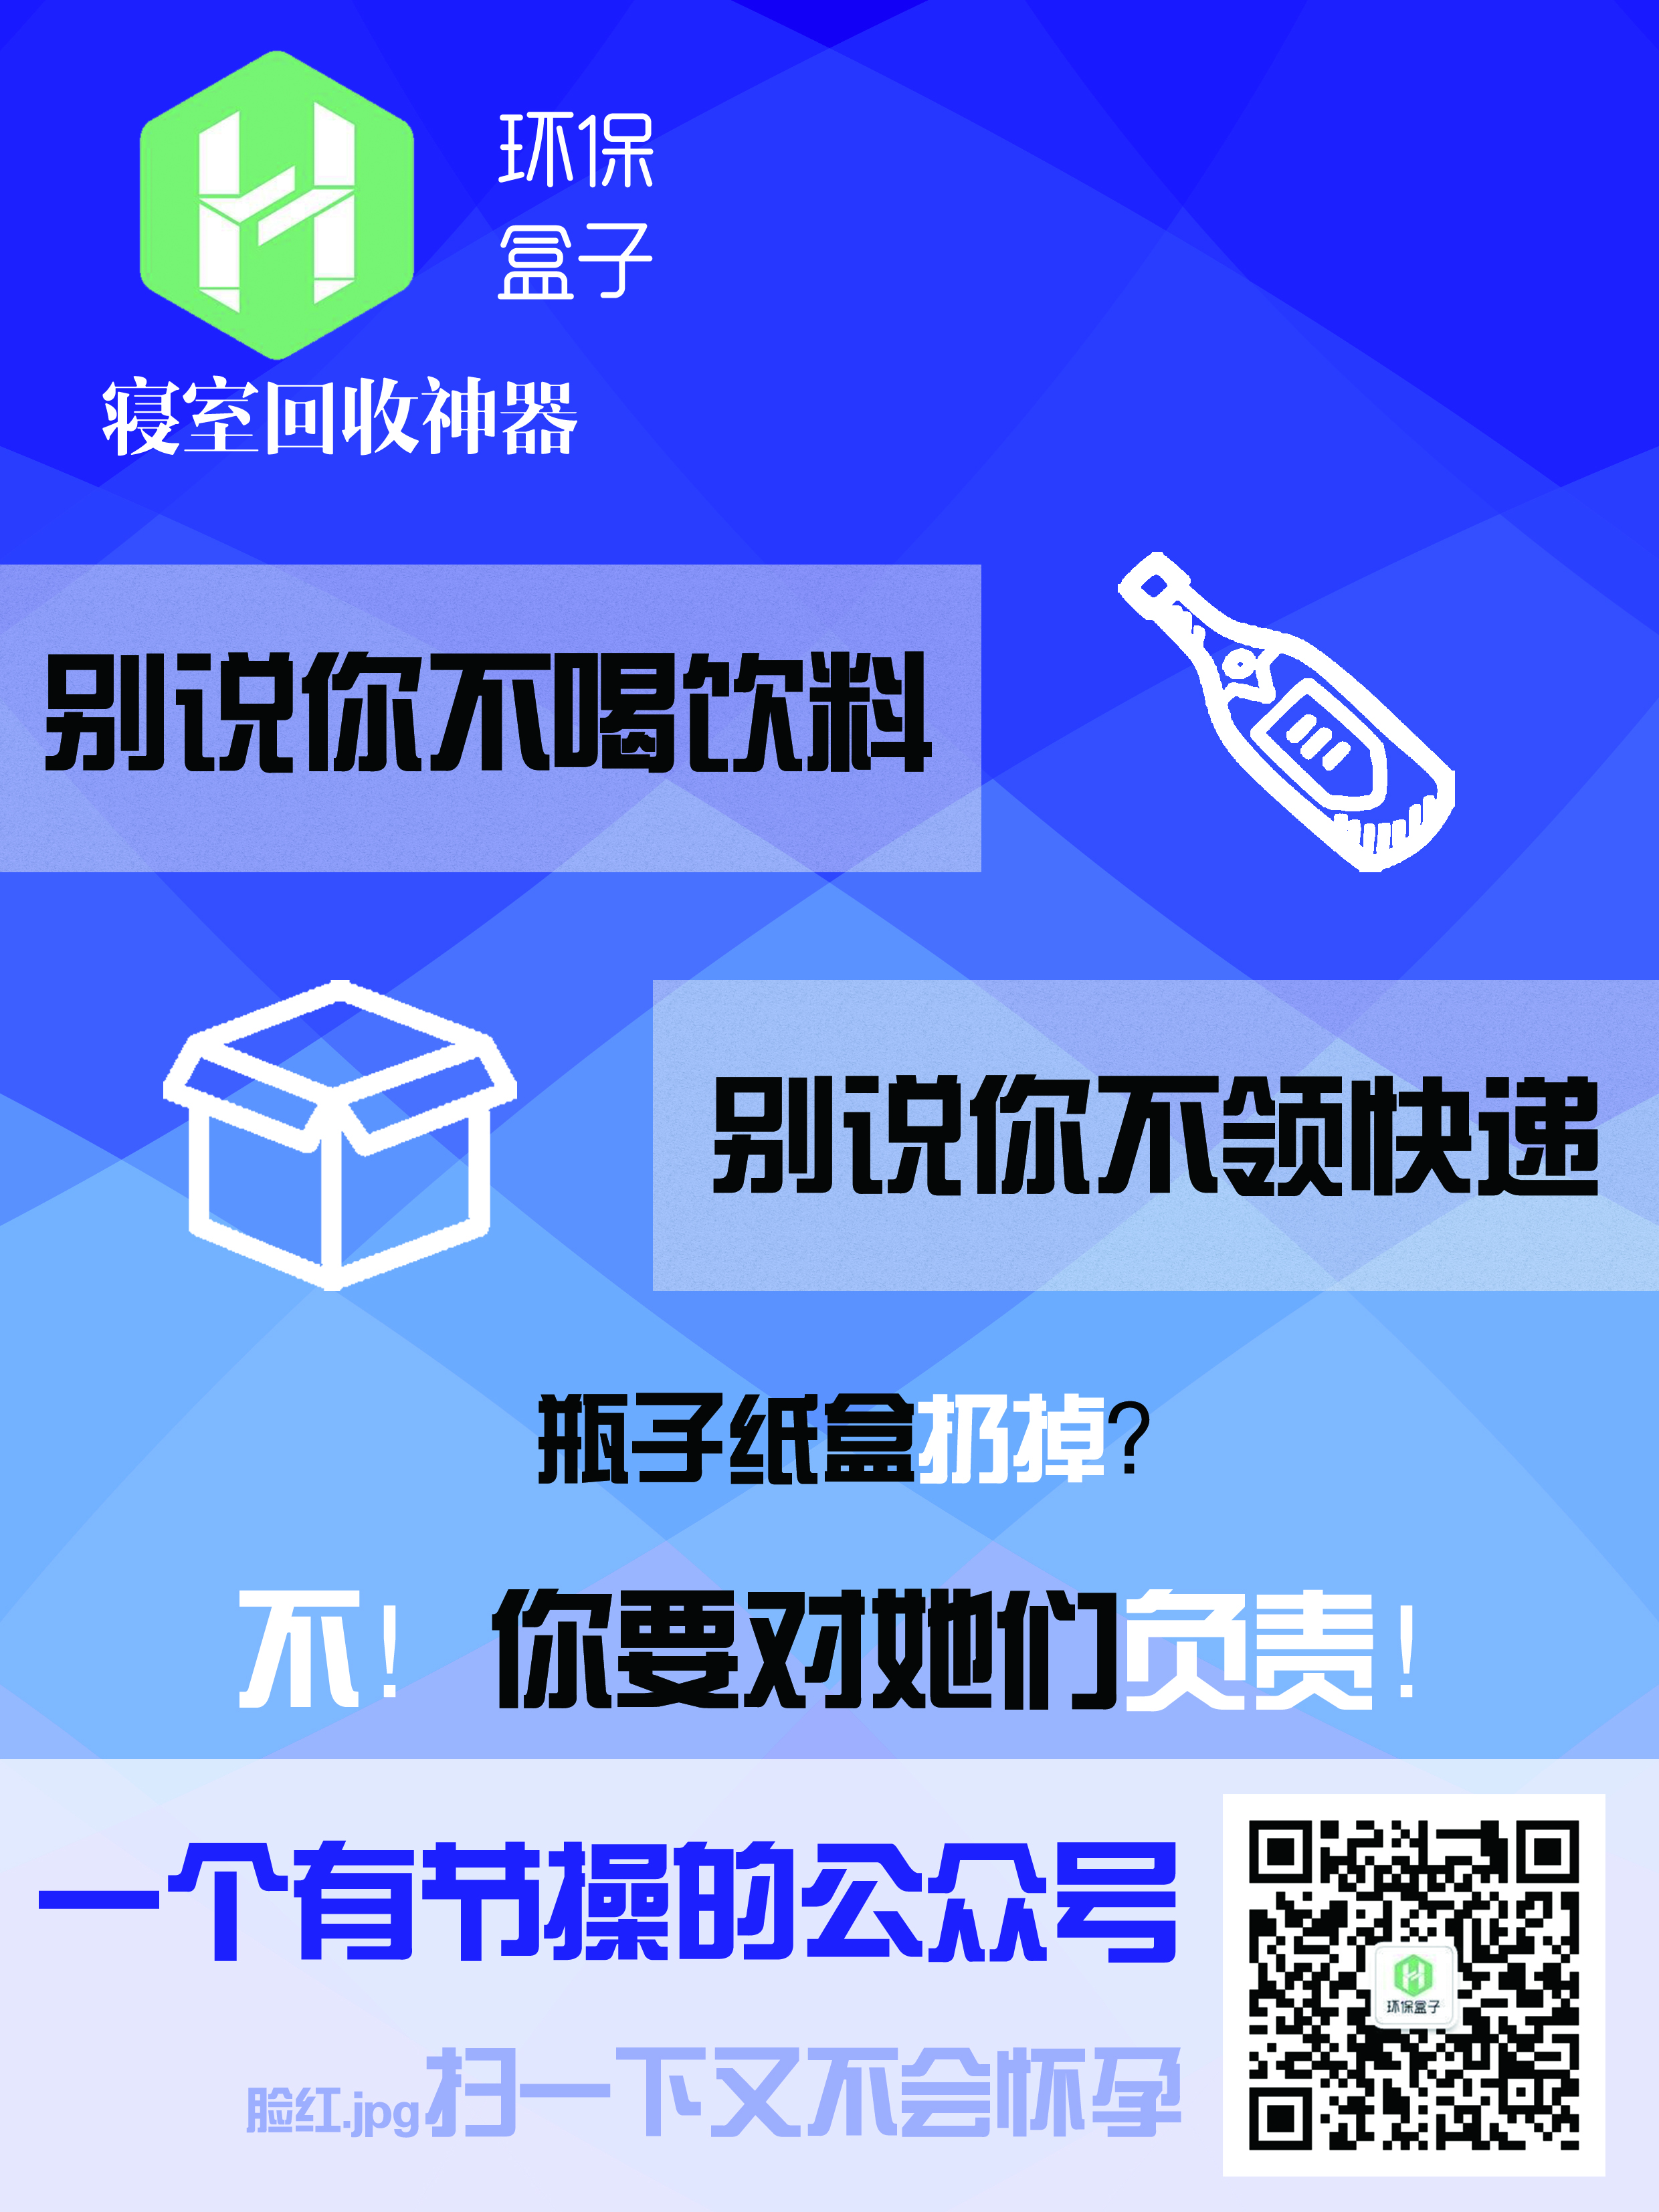 环保
盒子
寝室回收神器
别说你不喝饮料
别说你不领快递
瓶子纸盒扔掉？
不！ 你要对她们负责！
一个有节操的公众号
环保盒子
脸红.jpg扫一下又不会怀孕